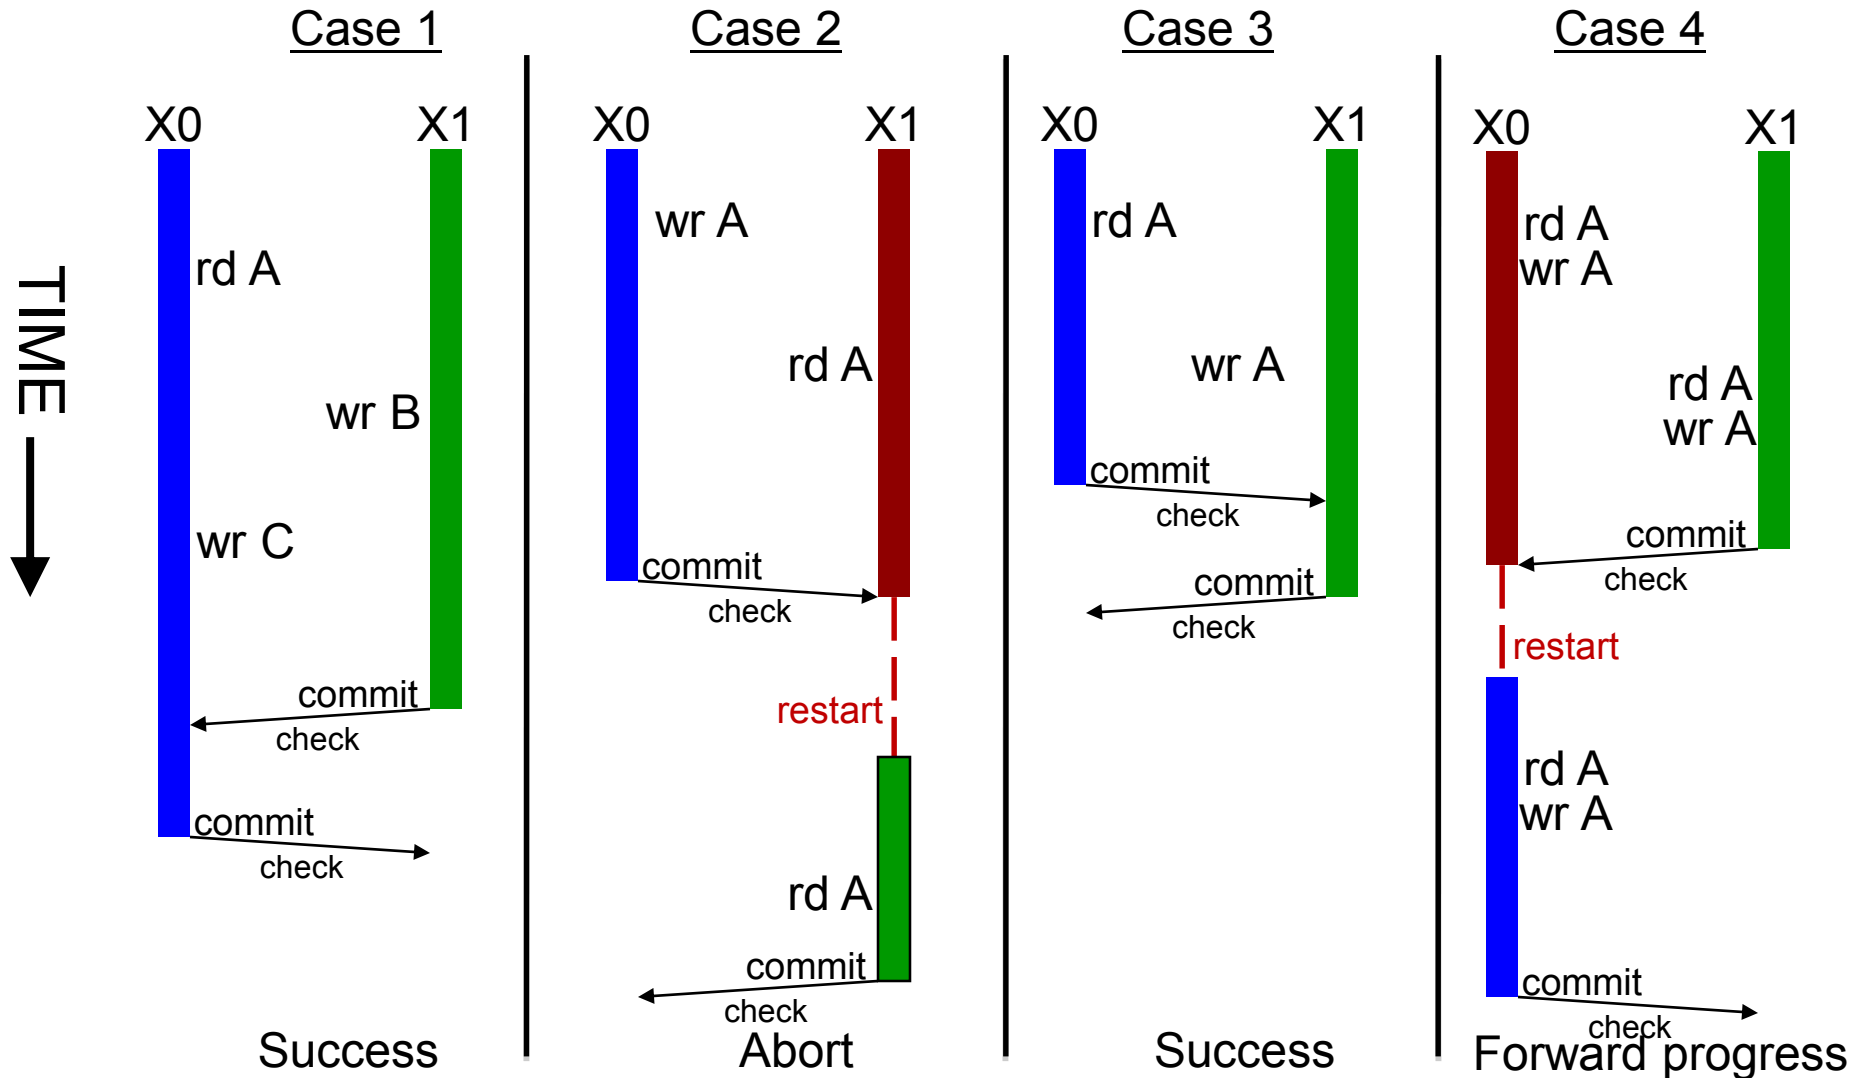 Case 1
Case 2
Case 3
Case 4
TIME
X0
X1
rd A
wr B
wr C
commit
check
commit
check
Success
X0
X1
wr A
rd A
commit
check
restart
rd A
commit
check
Abort
X0
X1
rd A
wr A
commit
check
commit
check
Success
X0
X1
rd A
wr A
rd A
wr A
commit
check
restart
rd A
wr A
commit
check
Forward progress